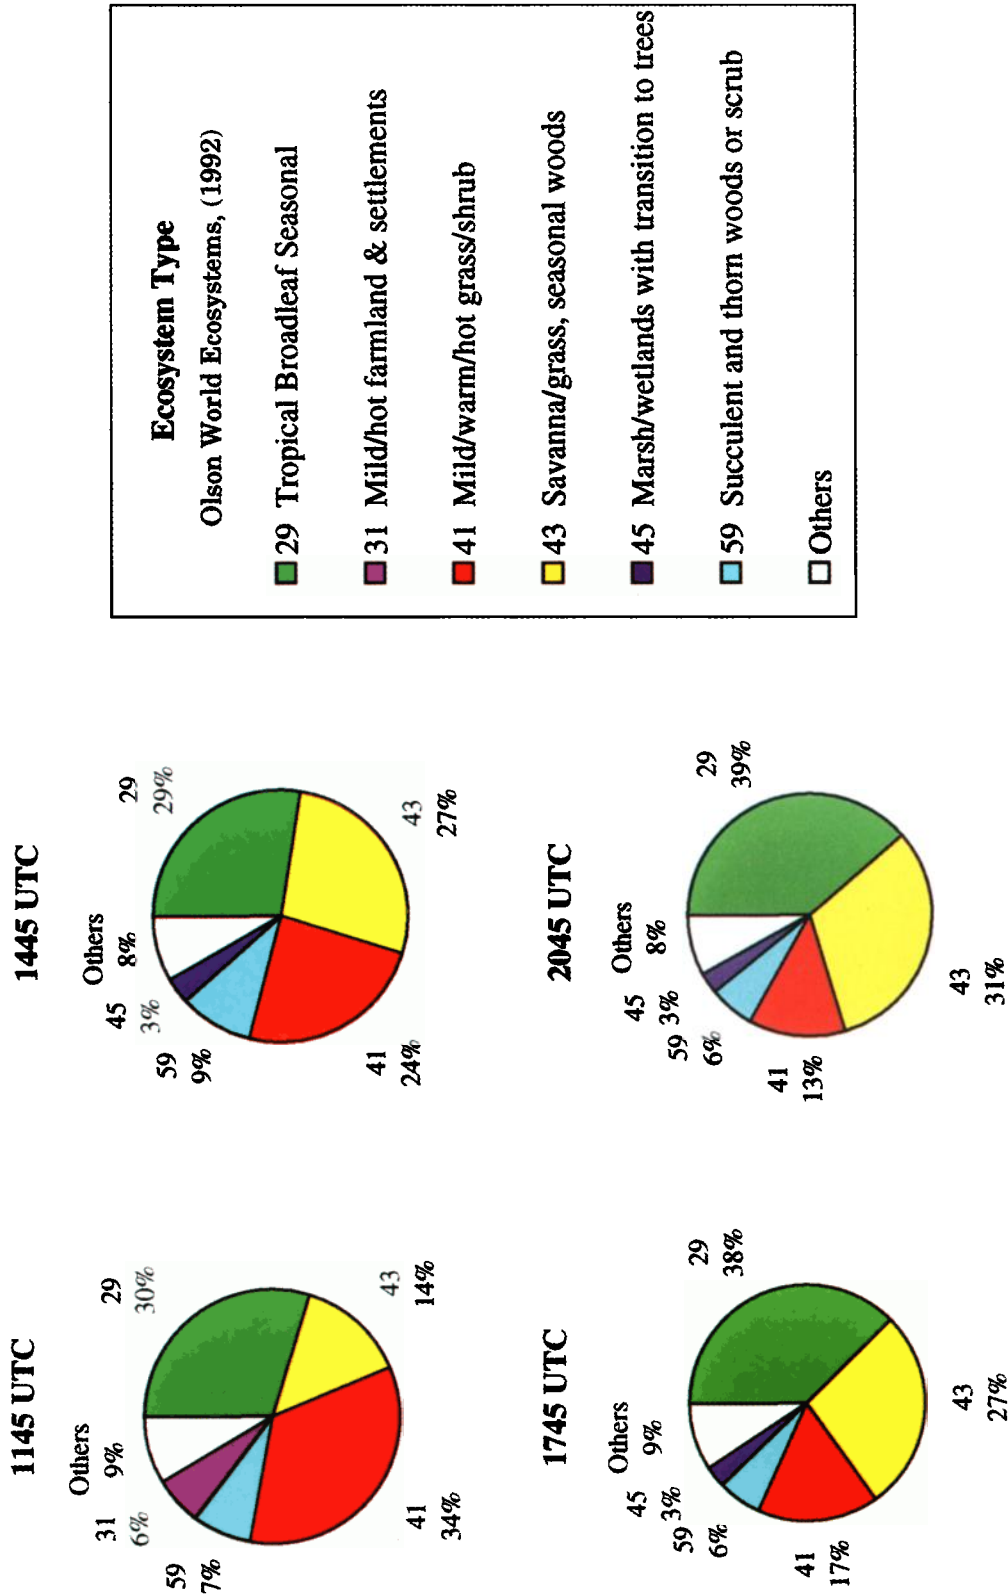 1145 UTC
Others
9%
29
30%
31
6%
59
7%
43
14%
41
34%
1445 UTC
Others
8%
29
29%
45
3%
59
9%
43
27%
41
24%
1745 UTC
Others
9%
29
38%
45
3%
59
6%
41
17%
43
27%
2045 UTC
Others
8%
29
39%
45
3%
59
6%
41
13%
43
31%
Ecosystem Type
Olson World Ecosystems, (1992)
29 Tropical Broadleaf Seasonal
31 Mild/hot farmland & settlements
41 Mild/warm/hot grass/shrub
43 Savanna/grass, seasonal woods
45 Marsh/wetlands with transition to trees
59 Succulent and thorn woods or scrub
Others